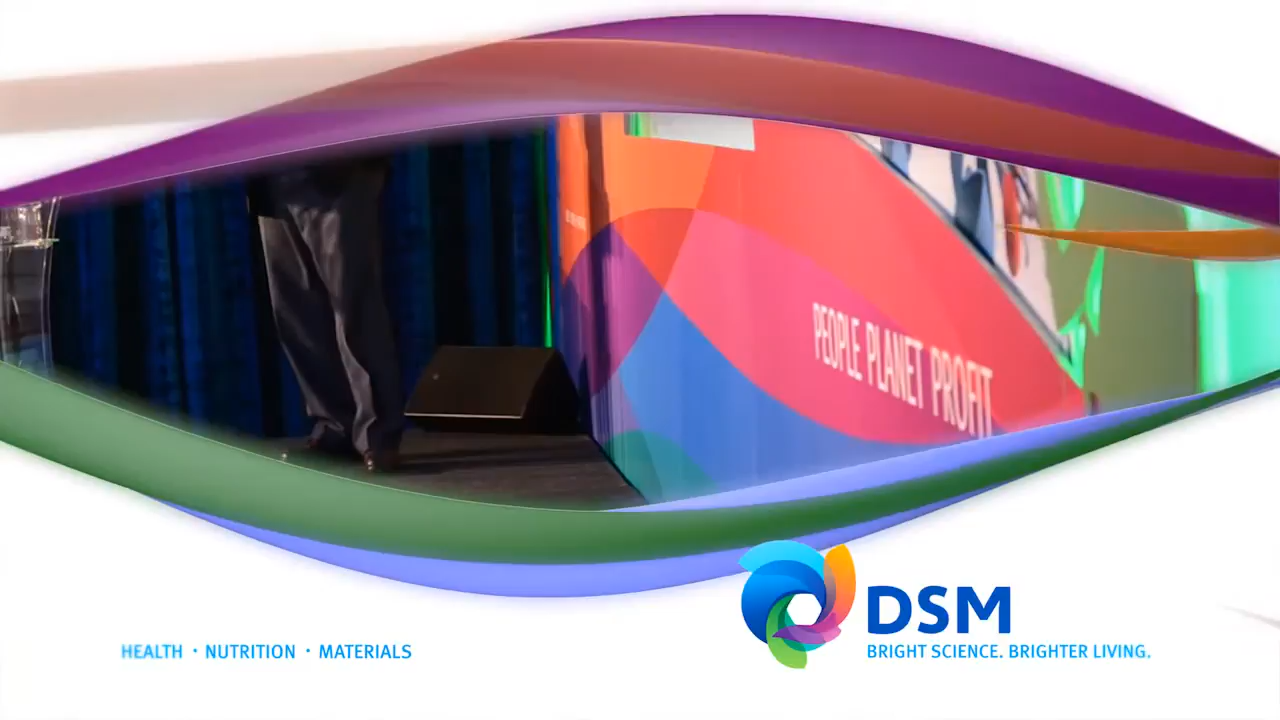 PEOPLE PLANET PROFIT
DSM
HEALTH · NUTRITION · MATERIALS
BRIGHT SCIENCE. BRIGHTER LIVING.